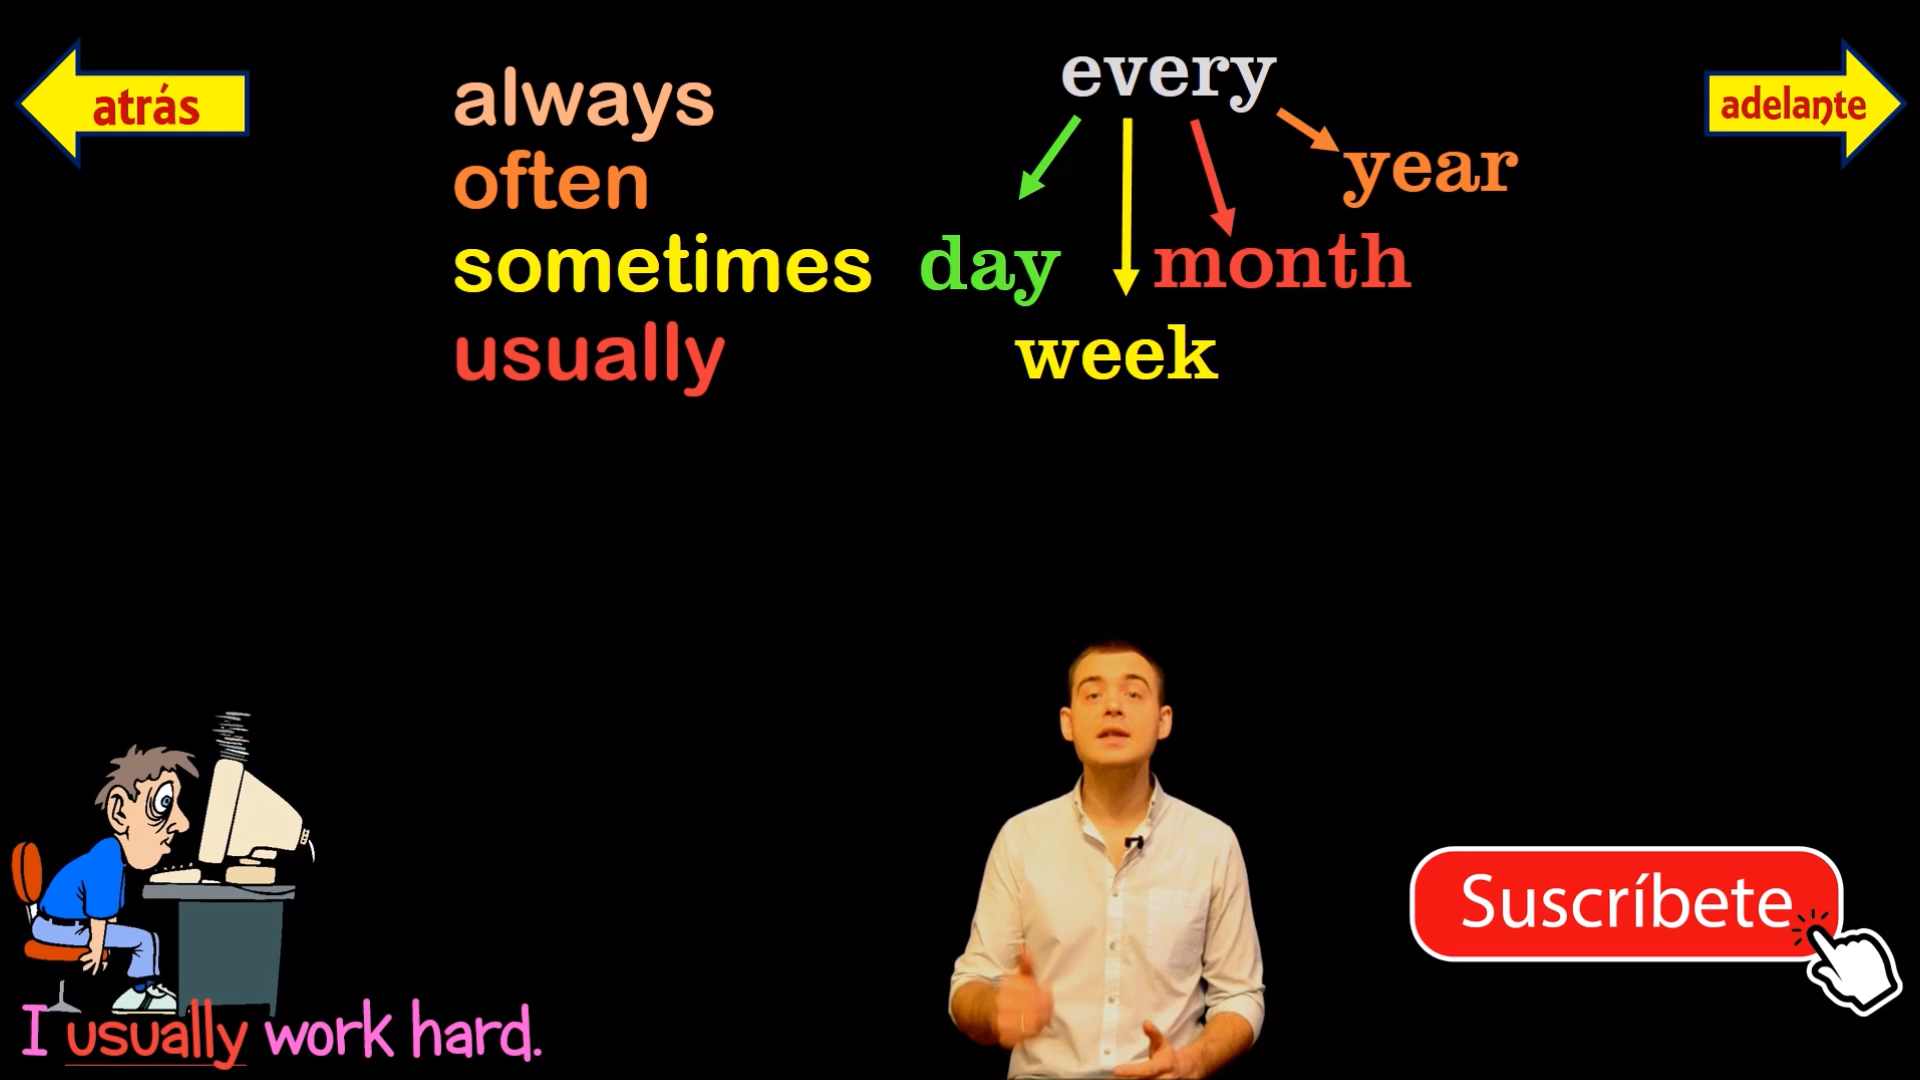 atrás
always
often
sometimes
usually
every
day
week
month
year
adelante
I usually work hard.
Suscríbete